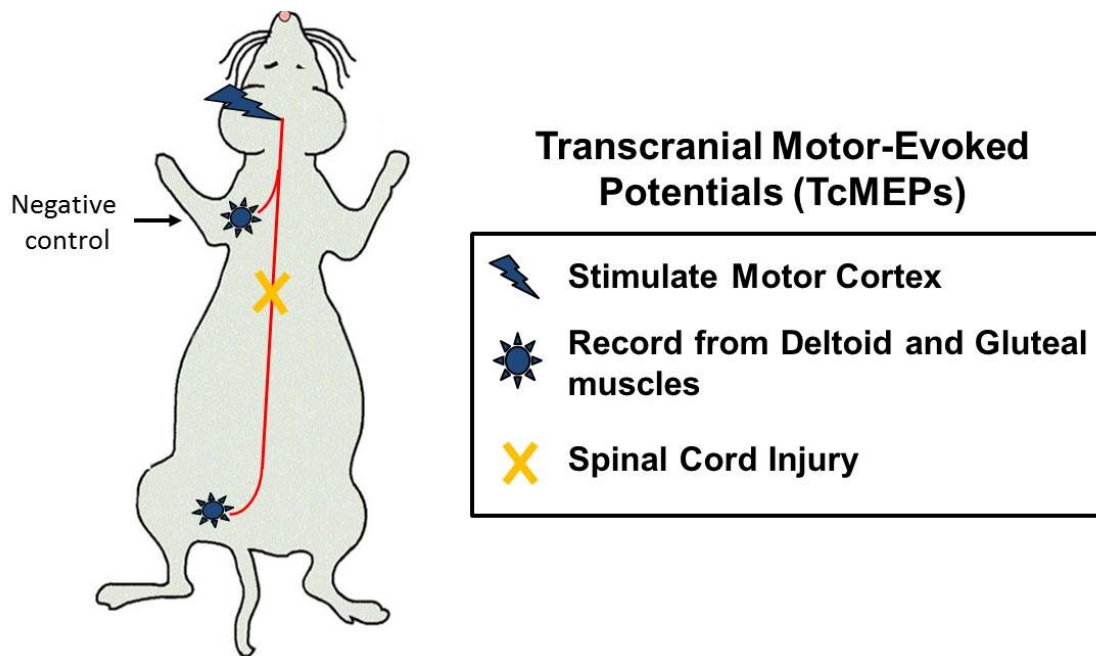 Negative
control
Transcranial Motor-Evoked
Potentials (TcMEPs)
Stimulate Motor Cortex
Record from Deltoid and Gluteal
muscles
Spinal Cord Injury